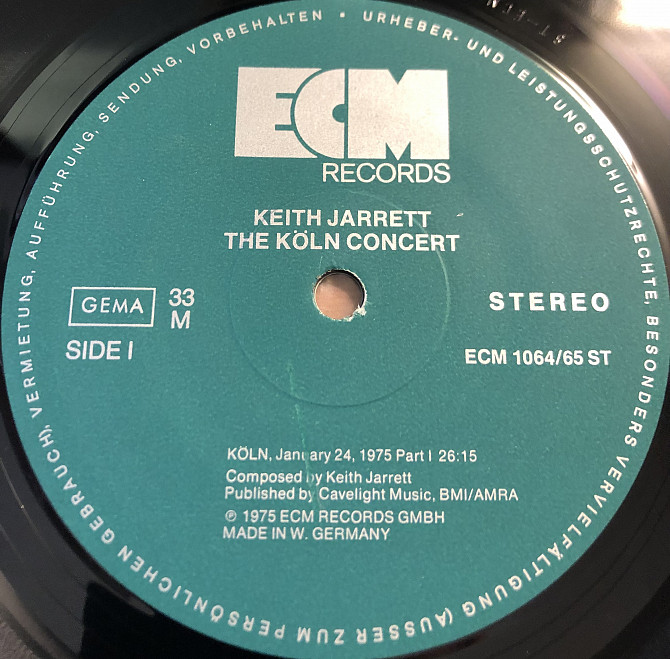 ECM
RECORDS
KEITH JARRETT
THE KÖLN CONCERT
GEMA
33
M
SIDE I
STEREO
ECM 1064/65 ST
KÖLN, January 24, 1975 Part I 26:15
Composed by Keith Jarrett
Published by Cavelight Music, BMI/AMRA
℗ 1975 ECM RECORDS GMBH
MADE IN W. GERMANY
• URHEBER- UND LEISTUNGSSCHUTZRECHTE, BESONDERS VERVIELFÄLTIGUNG (AUSSER ZUM PERSÖNLICHEN GEBRAUCH), VERMIETUNG, AUFFÜHRUNG, SENDUNG, VORBEHALTEN